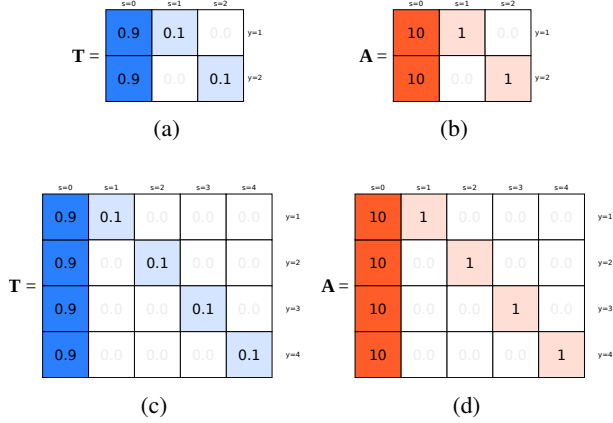 s=0 s=1 s=2 s=0 s=1 s=2
T = 0.9 0.1 0.0 y=1 A = 10 1 0.0 y=1
0.9 0.0 0.1 y=2 10 0.0 1 y=2
(a) (b)
s=0 s=1 s=2 s=3 s=4 s=0 s=1 s=2 s=3 s=4
0.9 0.1 0.0 0.0 0.0 y=1 10 1 0.0 0.0 0.0 y=1
0.9 0.0 0.1 0.0 0.0 y=2 10 0.0 1 0.0 0.0 y=2
T = A =
0.9 0.0 0.0 0.1 0.0 y=3 10 0.0 0.0 1 0.0 y=3
0.9 0.0 0.0 0.0 0.1 y=4 10 0.0 0.0 0.0 1 y=4
(c) (d)